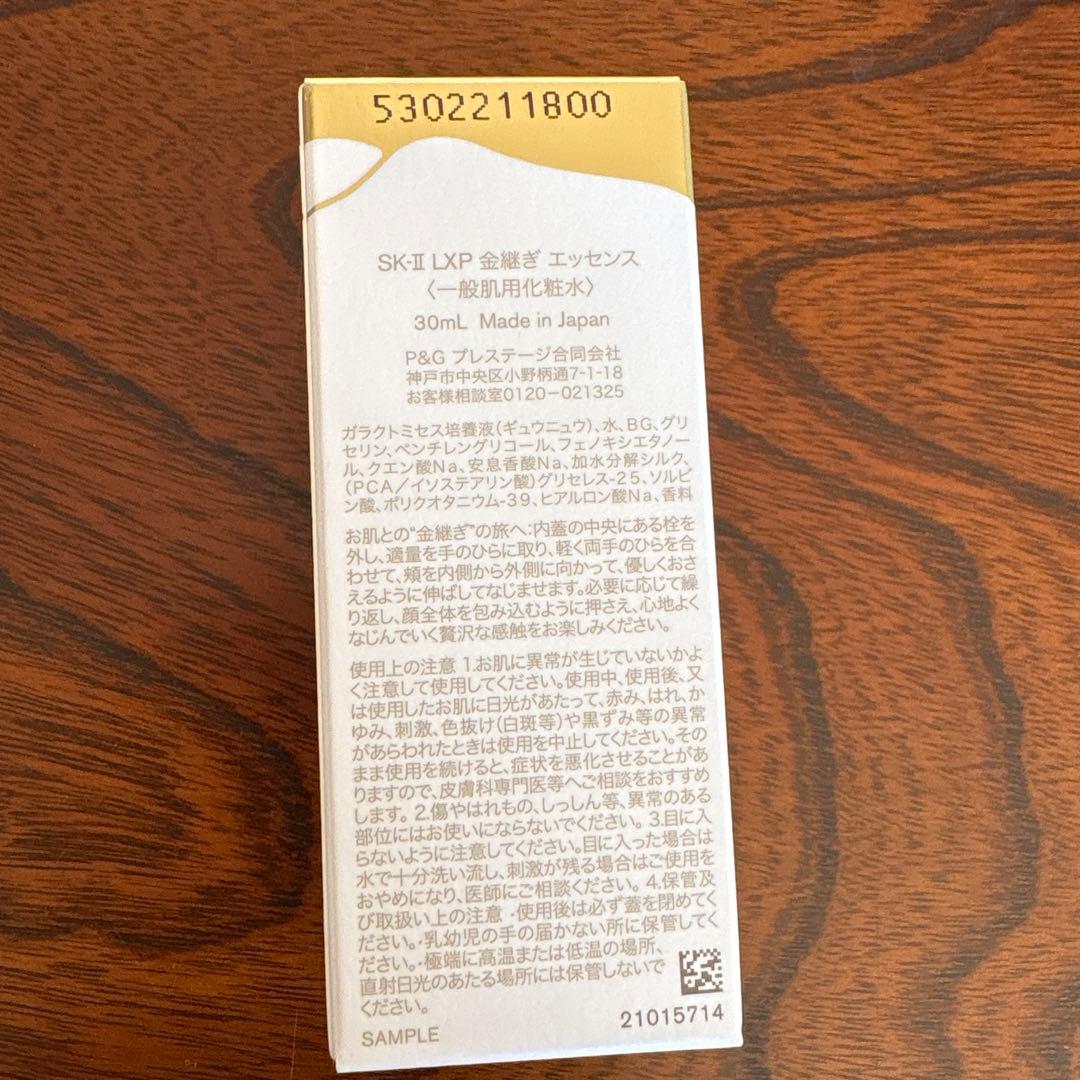 5302211800
SK-II LXP 金継ぎ エッセンス
〈一般肌用化粧水〉
30mL Made in Japan
P&G プレステージ合同会社
神戸市中央区小野柄通7-1-18
お客様相談室0120-021325
ガラクトミセス培養液(ギュウニュウ)、水、BG、グリ
セリン、ペンチレングリコール、フェノキシエタノー
ル、クエン酸Na、安息香酸Na、加水分解シルク、
(PCA/イソステアリン酸)グリセレス-25、ソルビ
ン酸、ポリクオタニウム-39、ヒアルロン酸Na、香料
お肌との“金継ぎ”の旅へ:内蓋の中央にある栓を
外し、適量を手のひらに取り、軽く両手のひらを合
わせて、頬を内側から外側に向かって、優しくおさ
えるように伸ばしてなじませます。必要に応じて繰
り返し、顔全体を包み込むように押さえ、心地よく
なじんでいく贅沢な感触をお楽しみください。
使用上の注意 1.お肌に異常が生じていないかよ
く注意して使用してください。使用中、使用後、又
は使用したお肌に日光があたって、赤み、はれ、か
ゆみ、刺激、色抜け(白斑等)や黒ずみ等の異常
があらわれたときは使用を中止してください。その
まま使用を続けると、症状を悪化させることがあ
りますので、皮膚科専門医等へご相談をおすすめ
します。 2.傷やはれもの、しっしん等、異常のある
部位にはお使いにならないでください。 3.目に入
らないように注意してください。目に入った場合は
水で十分洗い流し、刺激が残る場合はご使用を
おやめになり、医師にご相談ください。 4.保管及
び取扱い上の注意 ・使用後は必ず蓋を閉めてく
ださい。・乳幼児の手の届かない所に保管してく
ださい。・極端に高温または低温の場所、
直射日光のあたる場所には保管しないで
ください。
SAMPLE
21015714